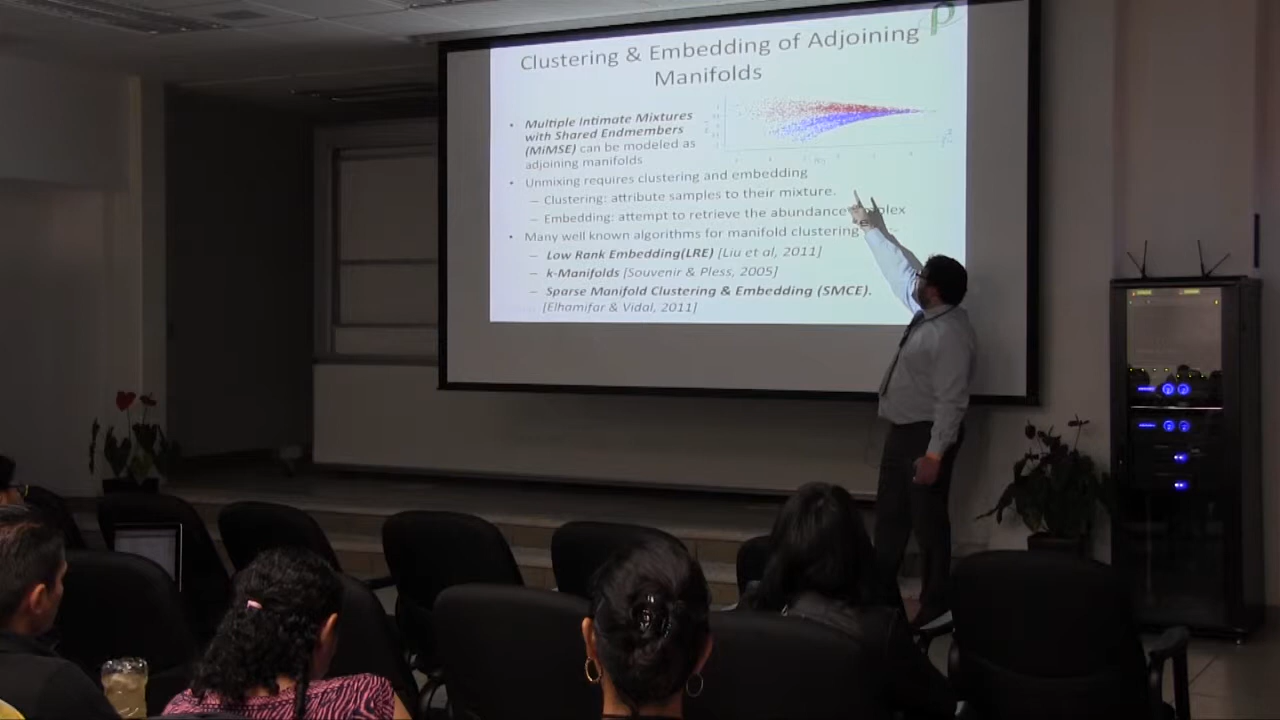 Clustering & Embedding of Adjoining
Manifolds
• Multiple Intimate Mixtures
with Shared Endmembers
(MiMSE) can be modeled as
adjoining manifolds
• Unmixing requires clustering and embedding
– Clustering: attribute samples to their mixture.
– Embedding: attempt to retrieve the abundance
• Many well known algorithms for manifold clustering
– Low Rank Embedding(LRE) [Liu et al, 2011]
– k-Manifolds [Souvenir & Pless, 2005]
– Sparse Manifold Clustering & Embedding (SMCE).
[Elhamifar & Vidal, 2011]